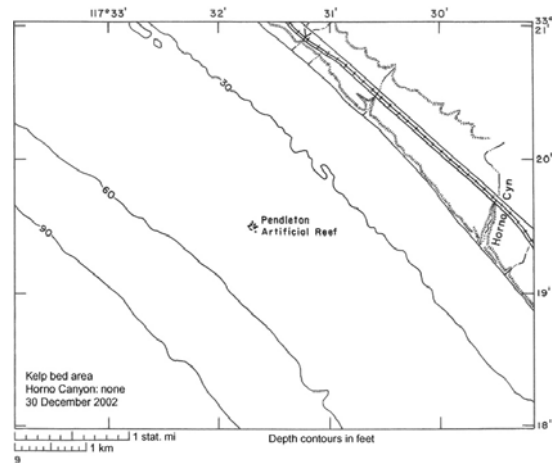 117°33' 32 31 30 33°
21'
30
20'
60
Pendleton
Artificial Reef
Horno Cyn
90
19'
Kelp bed area
Horno Canyon: none
30 December 2002
18'
1 stat. mi
Depth contours in feet
1 km
9